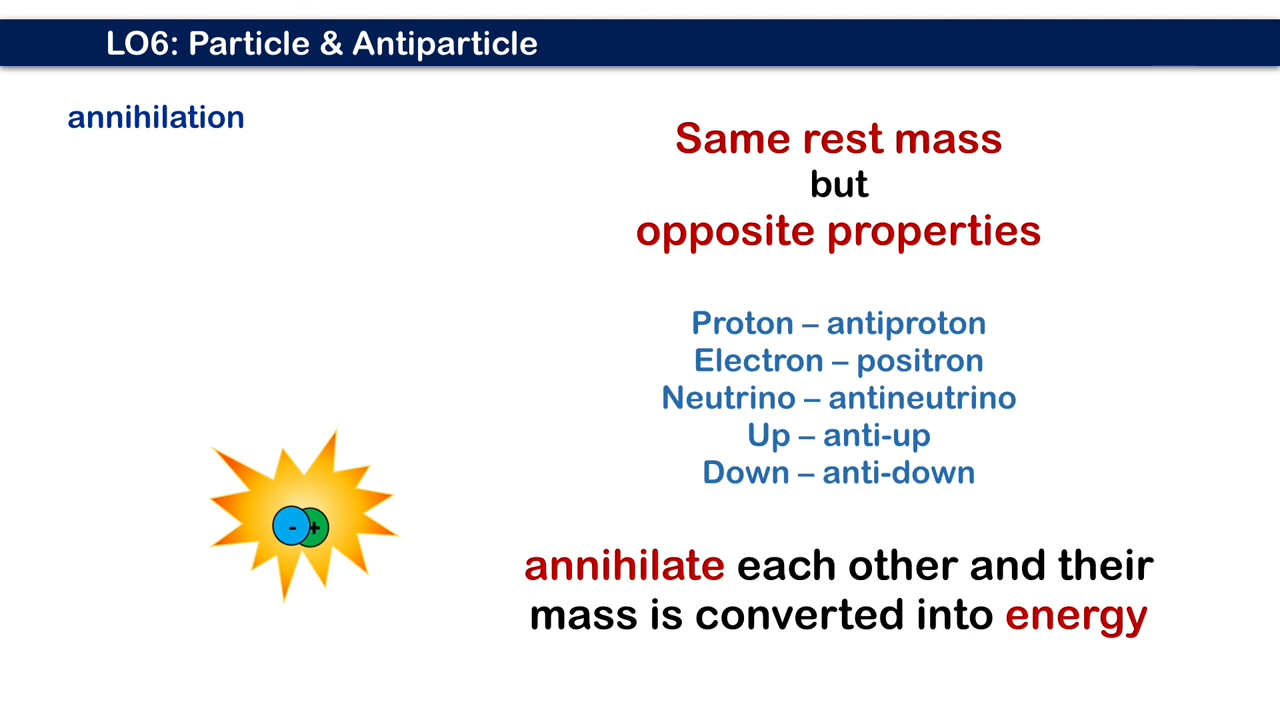 LO6: Particle & Antiparticle
annihilation
Same rest mass
but
opposite properties
Proton – antiproton
Electron – positron
Neutrino – antineutrino
Up – anti-up
Down – anti-down
- +
annihilate each other and their
mass is converted into energy